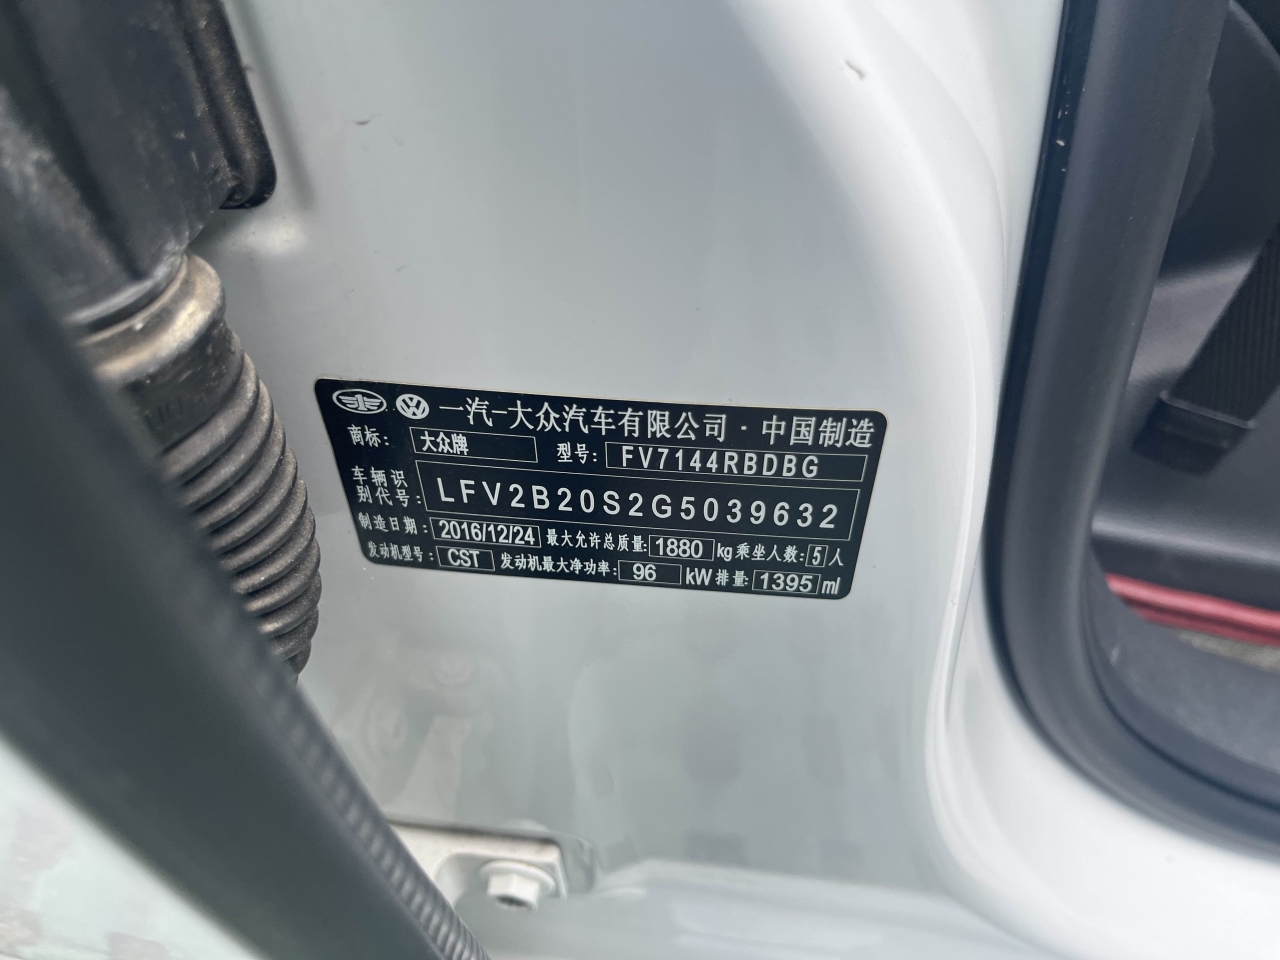 一汽-大众汽车有限公司·中国制造
商标: 大众牌 型号: FV7144RBDBG
车辆识别代号: LFV2B20S2G5039632
制造日期: 2016/12/24 最大允许总质量: 1880 kg 乘坐人数: 5 人
发动机型号: CST 发动机最大净功率: 96 kW 排量: 1395 ml